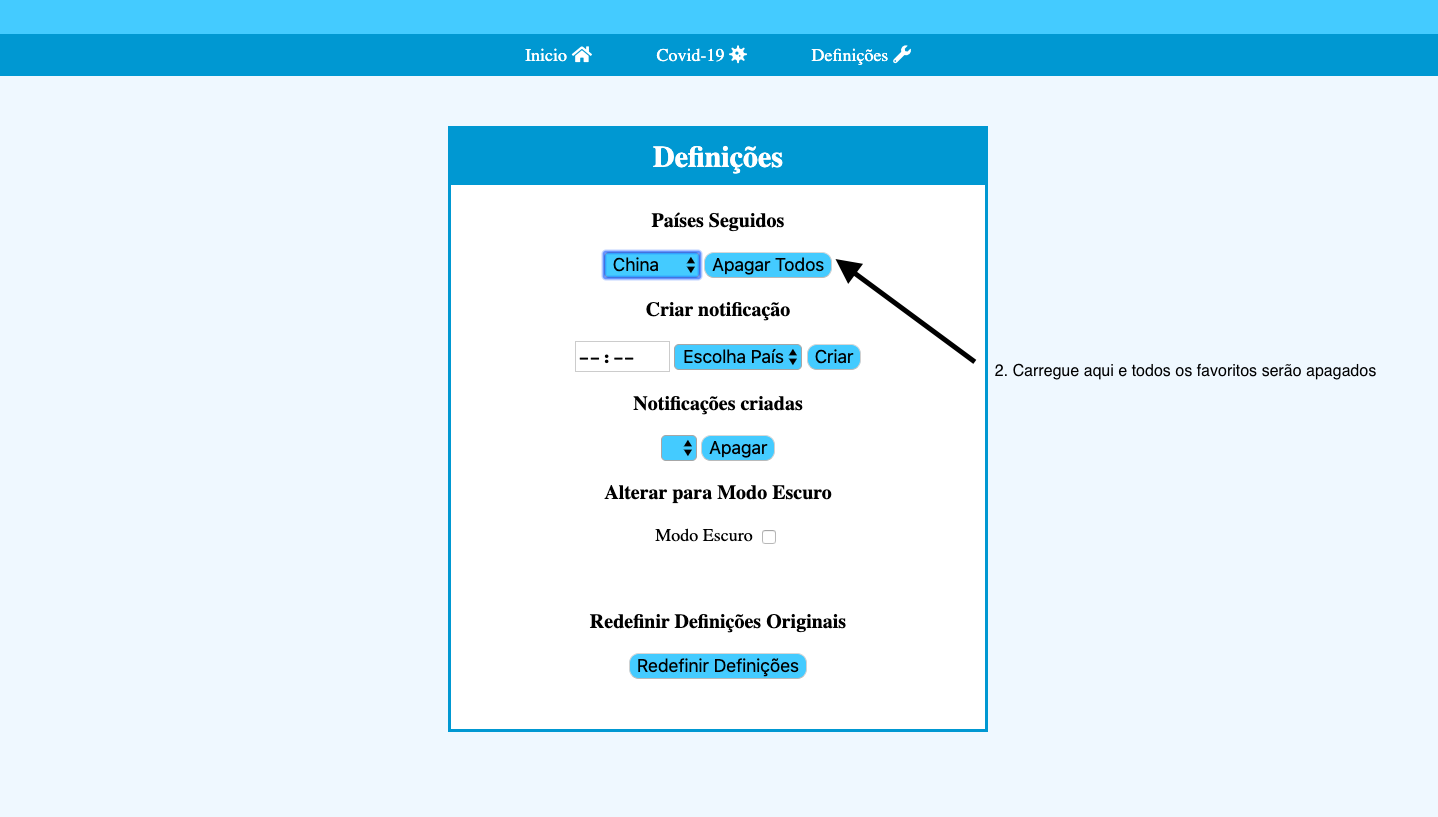 Inicio
Covid-19
Definições
Definições
Países Seguidos
China
Apagar Todos
Criar notificação
--:--
Escolha País
Criar
2. Carregue aqui e todos os favoritos serão apagados
Notificações criadas
Apagar
Alterar para Modo Escuro
Modo Escuro
Redefinir Definições Originais
Redefinir Definições